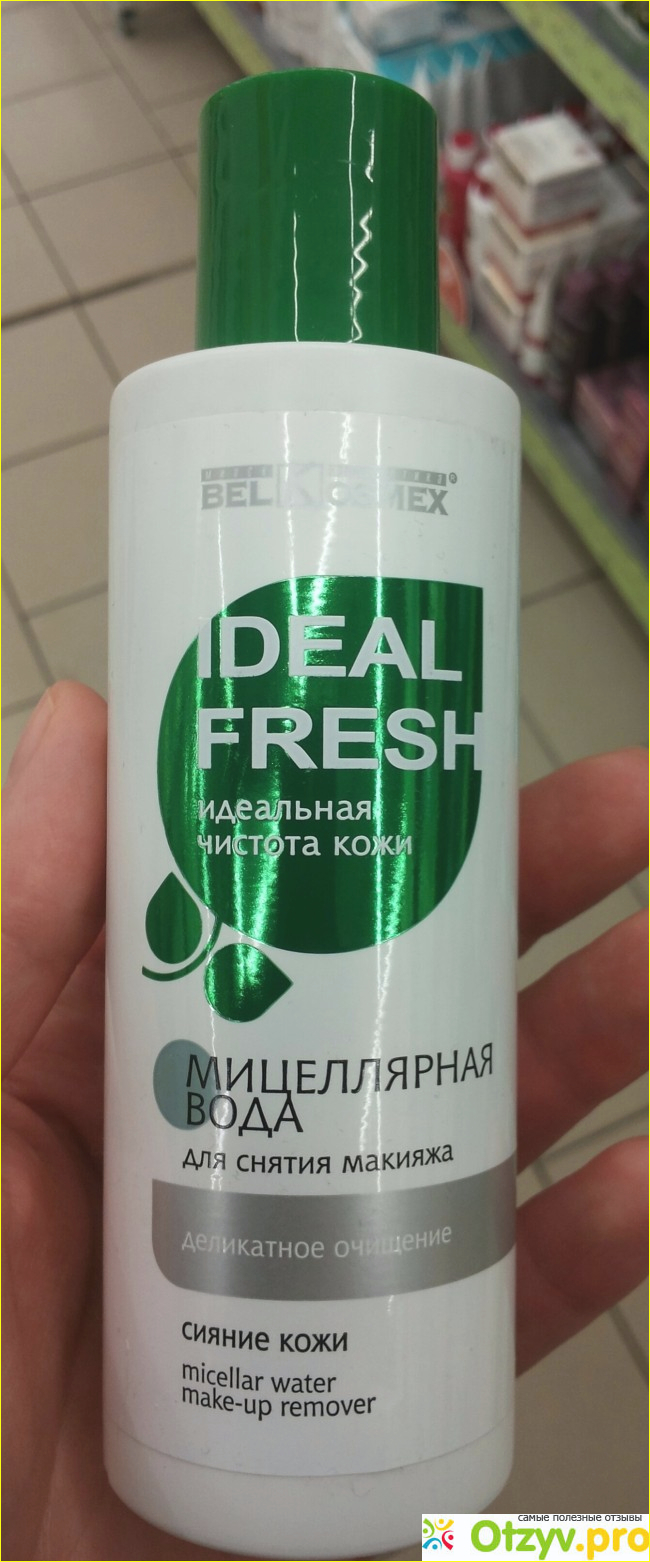 BELKOSMEX®
IDEAL
FRESH
идеальная
чистота кожи
МИЦЕЛЛЯРНАЯ
ВОДА
для снятия макияжа
деликатное очищение
сияние кожи
micellar water
make-up remover
самые полезные отзывы
Otzyv.pro